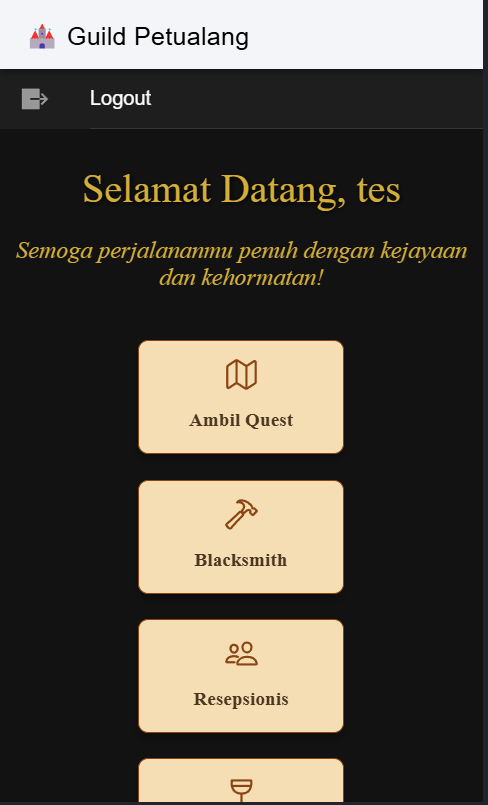 Guild Petualang
Logout
Selamat Datang, tes
Semoga perjalananmu penuh dengan kejayaan
dan kehormatan!
Ambil Quest
Blacksmith
Resepsionis